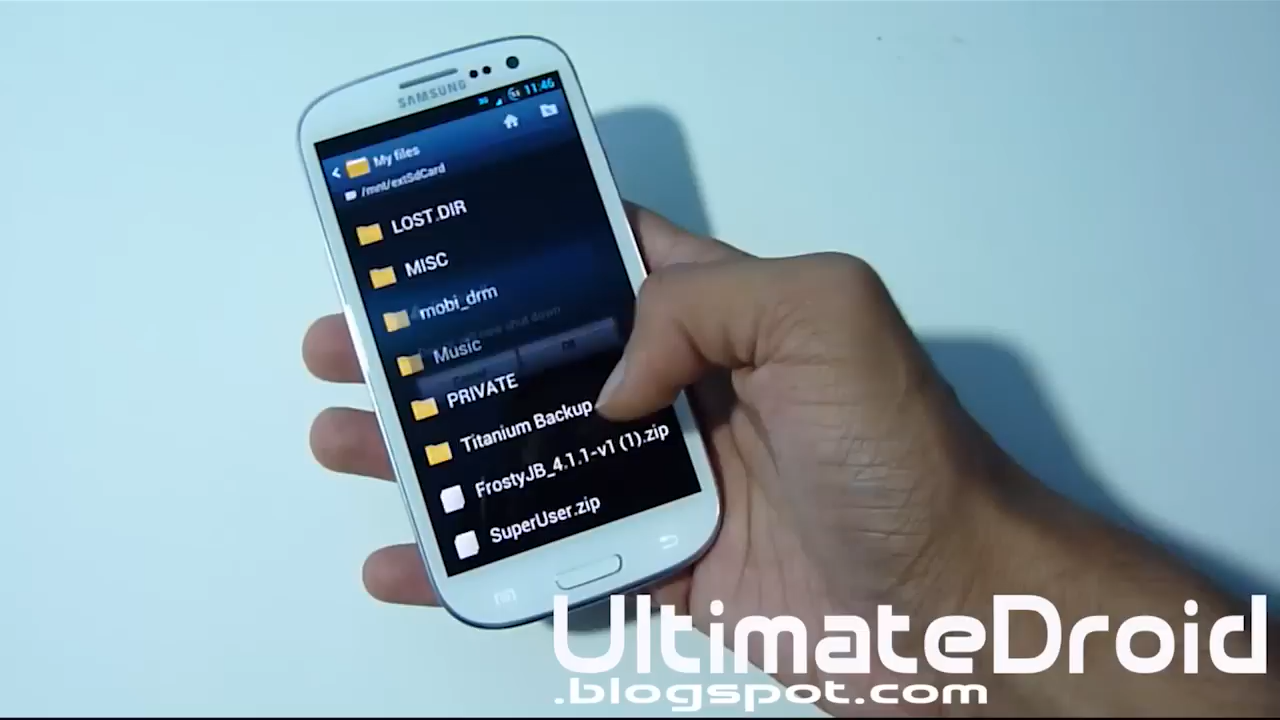 SAMSUNG
11:46
My files
/mnt/extSdCard
LOST.DIR
MISC
mobi_drm
Music
PRIVATE
Titanium Backup
FrostyJB_4.1.1-v1 (1).zip
SuperUser.zip
UltimateDroid
.blogspot.com